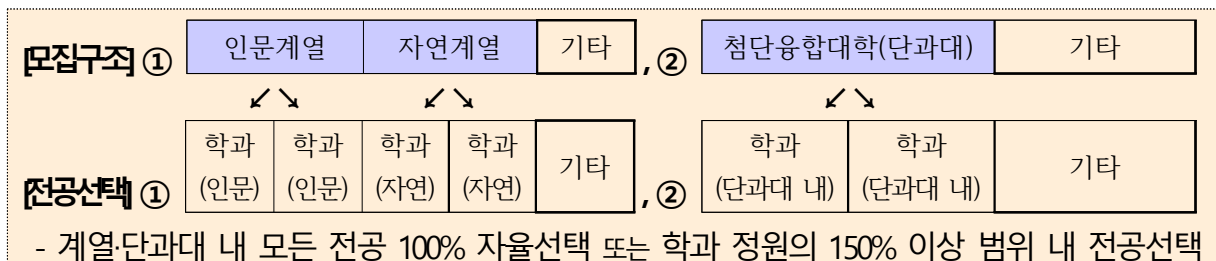 [모집구조] ① 인문계열 자연계열 기타 , ② 첨단융합대학(단과대) 기타
↙ ↘ ↙ ↘ ↙ ↘
학과 학과 학과 학과 학과 학과
[전공선택] ① (인문) (인문) (자연) (자연) 기타 , ② (단과대 내) (단과대 내) 기타
- 계열·단과대 내 모든 전공 100% 자율선택 또는 학과 정원의 150% 이상 범위 내 전공선택